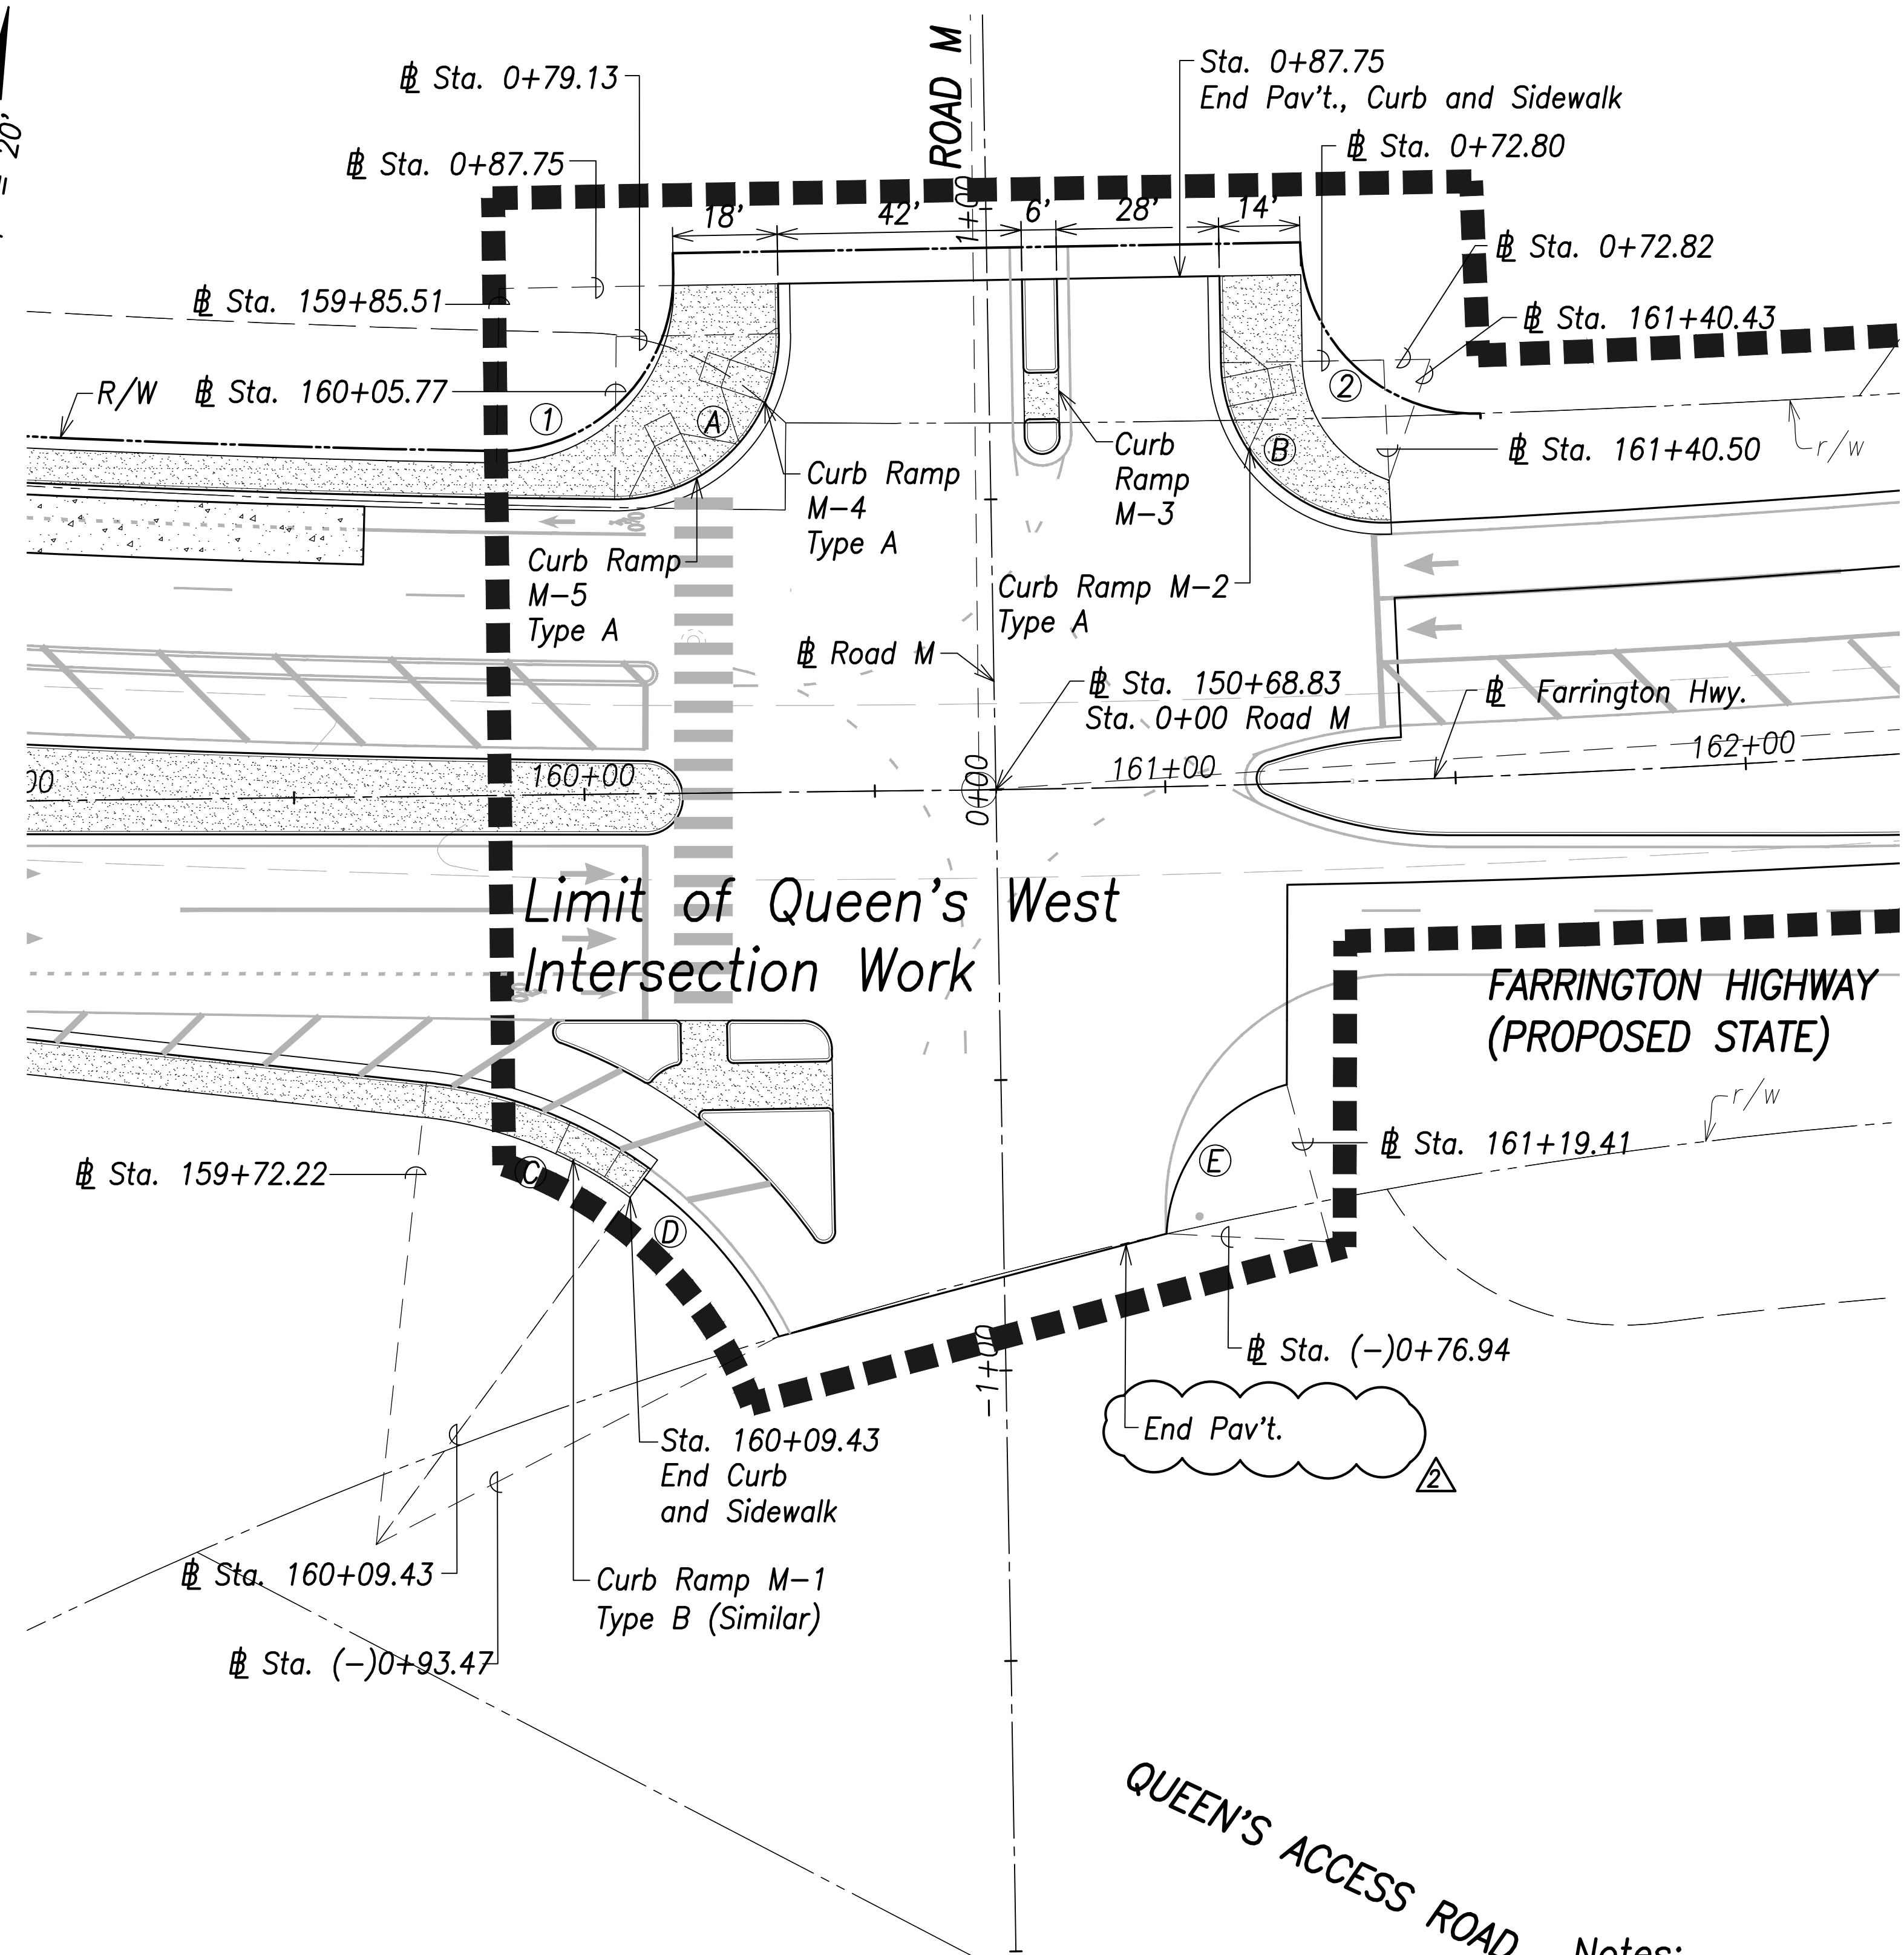 = 20'
ROAD M
℄ Sta. 0+79.13
Sta. 0+87.75
End Pav't., Curb and Sidewalk
℄ Sta. 0+87.75
℄ Sta. 0+72.80
1+00
18'
42'
6'
28'
14'
℄ Sta. 0+72.82
℄ Sta. 159+85.51
℄ Sta. 161+40.43
R/W
℄ Sta. 160+05.77
1
A
2
B
r/w
℄ Sta. 161+40.50
Curb Ramp
M-4
Type A
Curb
Ramp
M-3
Curb Ramp
M-5
Type A
Curb Ramp M-2
Type A
℄ Road M
℄ Sta. 150+68.83
Sta. 0+00 Road M
℄ Farrington Hwy.
00
160+00
0+00
161+00
162+00
Limit of Queen's West
Intersection Work
FARRINGTON HIGHWAY
(PROPOSED STATE)
r/w
℄ Sta. 159+72.22
C
D
E
℄ Sta. 161+19.41
-1+00
℄ Sta. (-)0+76.94
Sta. 160+09.43
End Curb
and Sidewalk
End Pav't.
2
℄ Sta. 160+09.43
Curb Ramp M-1
Type B (Similar)
℄ Sta. (-)0+93.47
QUEEN'S ACCESS ROAD
Notes: